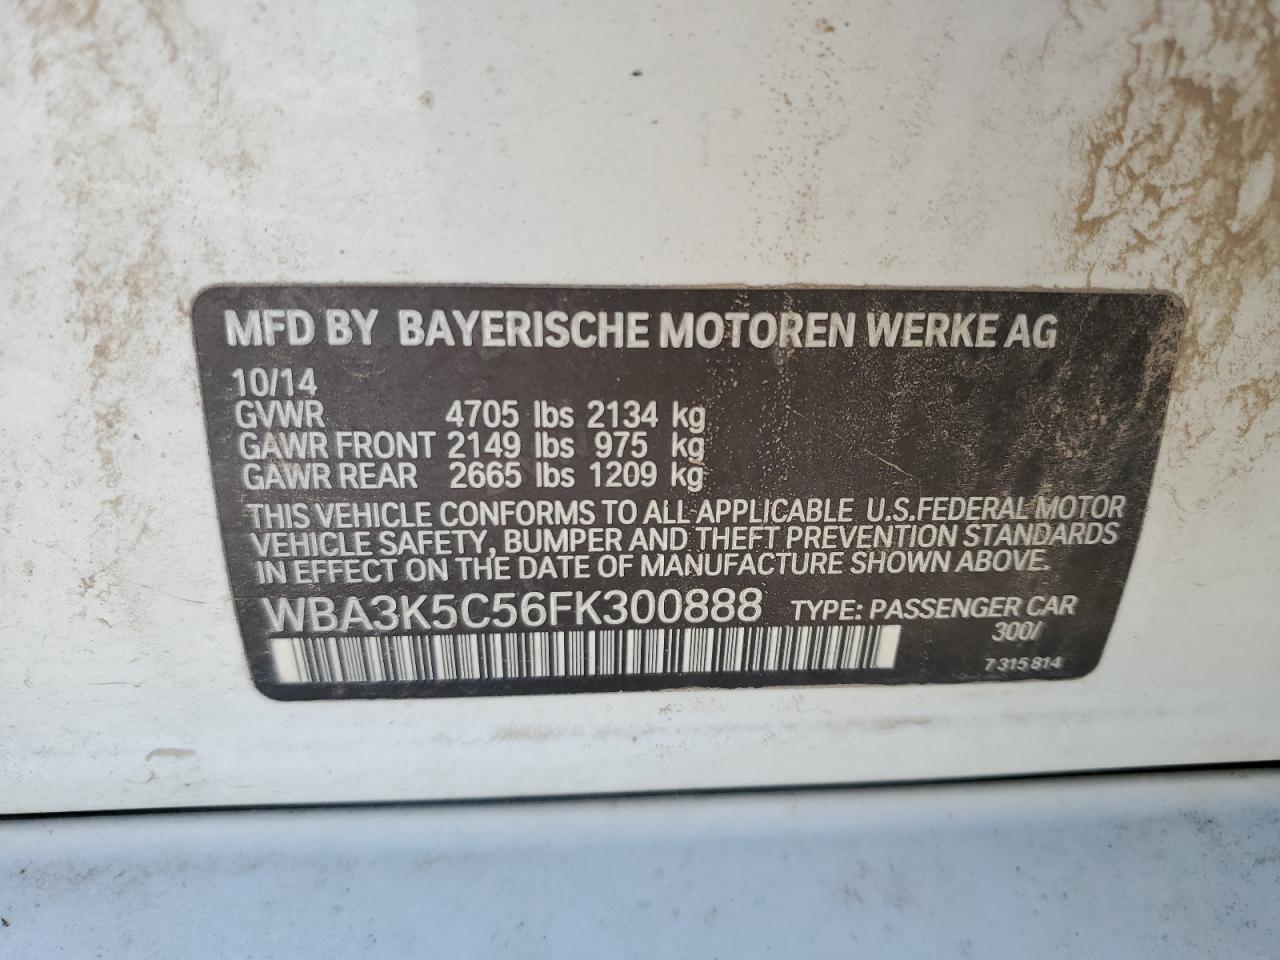 MFD BY BAYERISCHE MOTOREN WERKE AG
10/14
GVWR 4705 lbs 2134 kg
GAWR FRONT 2149 lbs 975 kg
GAWR REAR 2665 lbs 1209 kg
THIS VEHICLE CONFORMS TO ALL APPLICABLE U.S.FEDERAL MOTOR
VEHICLE SAFETY, BUMPER AND THEFT PREVENTION STANDARDS
IN EFFECT ON THE DATE OF MANUFACTURE SHOWN ABOVE.
WBA3K5C56FK300888 TYPE: PASSENGER CAR
300/
7 315 814